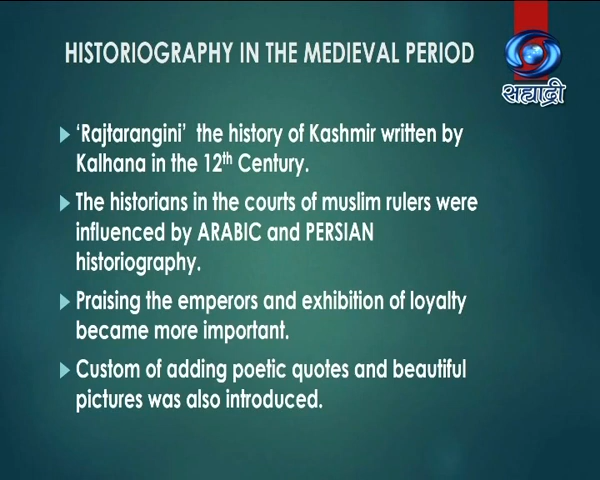 HISTORIOGRAPHY IN THE MEDIEVAL PERIOD
सह्याद्री
‘Rajtarangini’ the history of Kashmir written by
Kalhana in the 12th Century.
The historians in the courts of muslim rulers were
influenced by ARABIC and PERSIAN
historiography.
Praising the emperors and exhibition of loyalty
became more important.
Custom of adding poetic quotes and beautiful
pictures was also introduced.